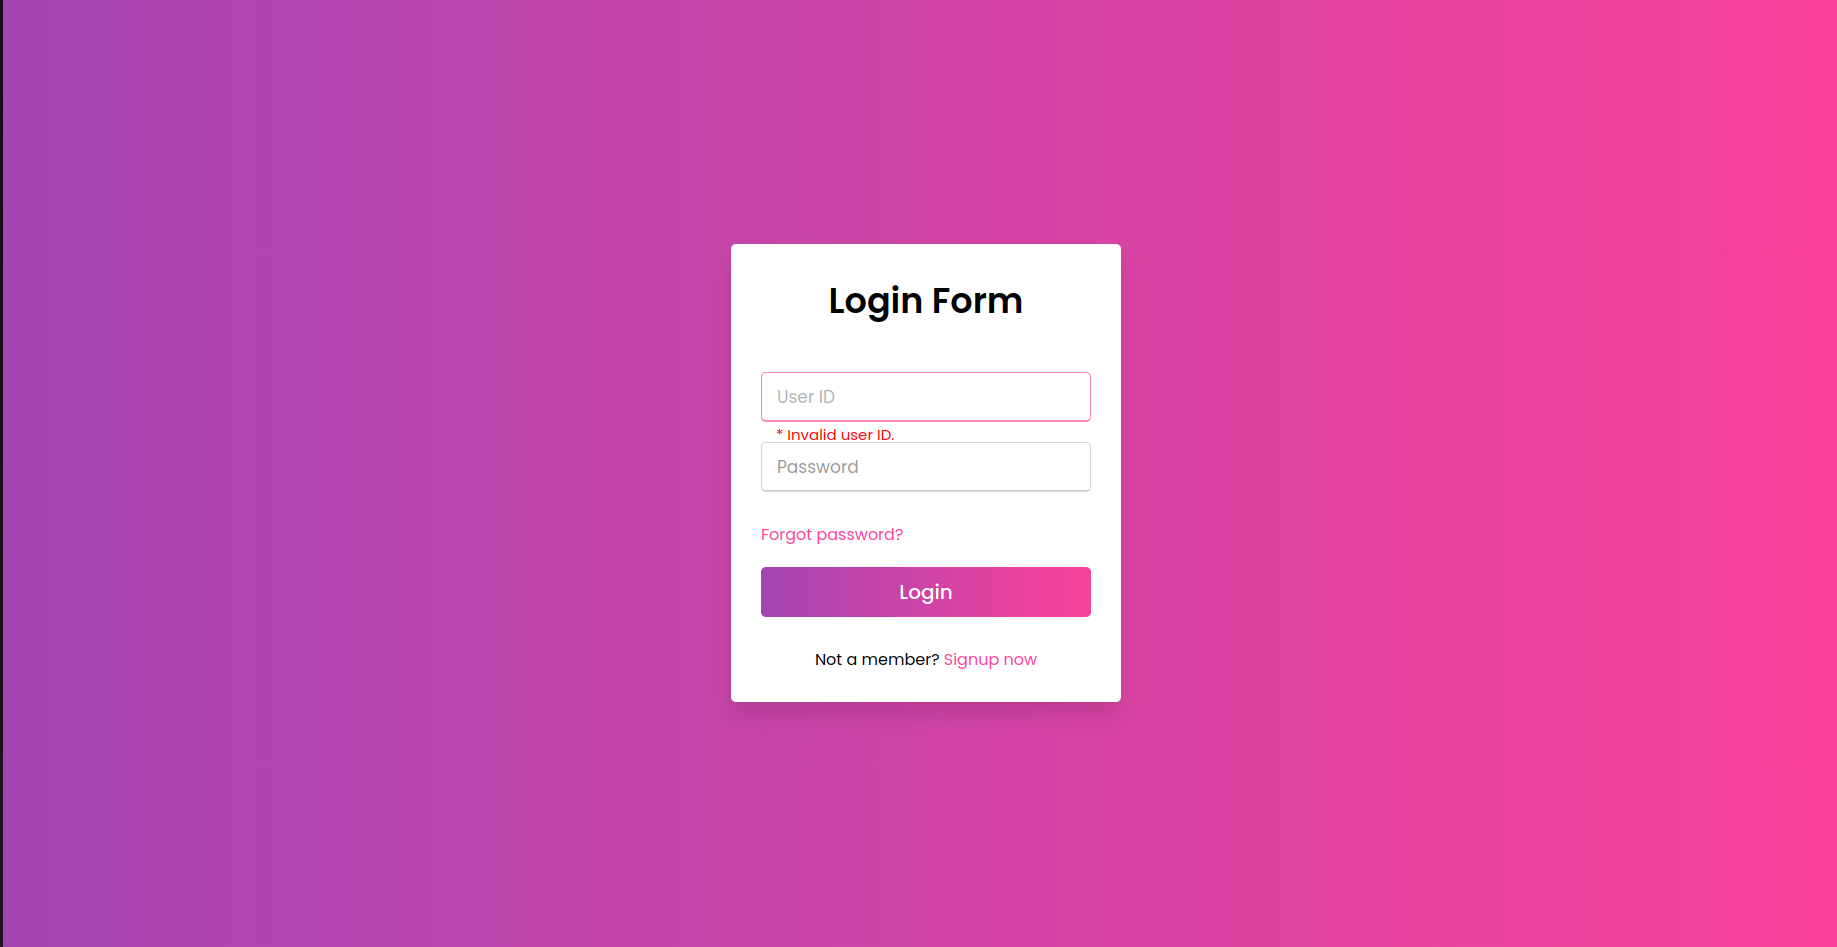 Login Form
User ID
* Invalid user ID.
Password
Forgot password?
Login
Not a member? Signup now